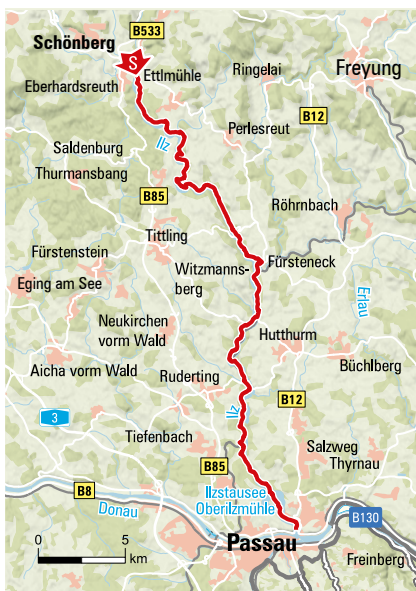 B533
Schönberg
S
Ettlmühle
Ringelai
Freyung
Eberhardsreuth
B12
Perlesreut
Ilz
Saldenburg
Thurmansbang
B85
Röhrnbach
Tittling
Fürstenstein
Witzmanns-
berg
Fürsteneck
Eging am See
Erlau
Neukirchen
vorm Wald
Hutthurm
Aicha vorm Wald
Ruderting
Büchlberg
B12
Ilz
3
Tiefenbach
Salzweg
Thyrnau
B85
B8
Ilzstausee
Oberilzmühle
Donau
B130
Passau
0
5
km
Freinberg